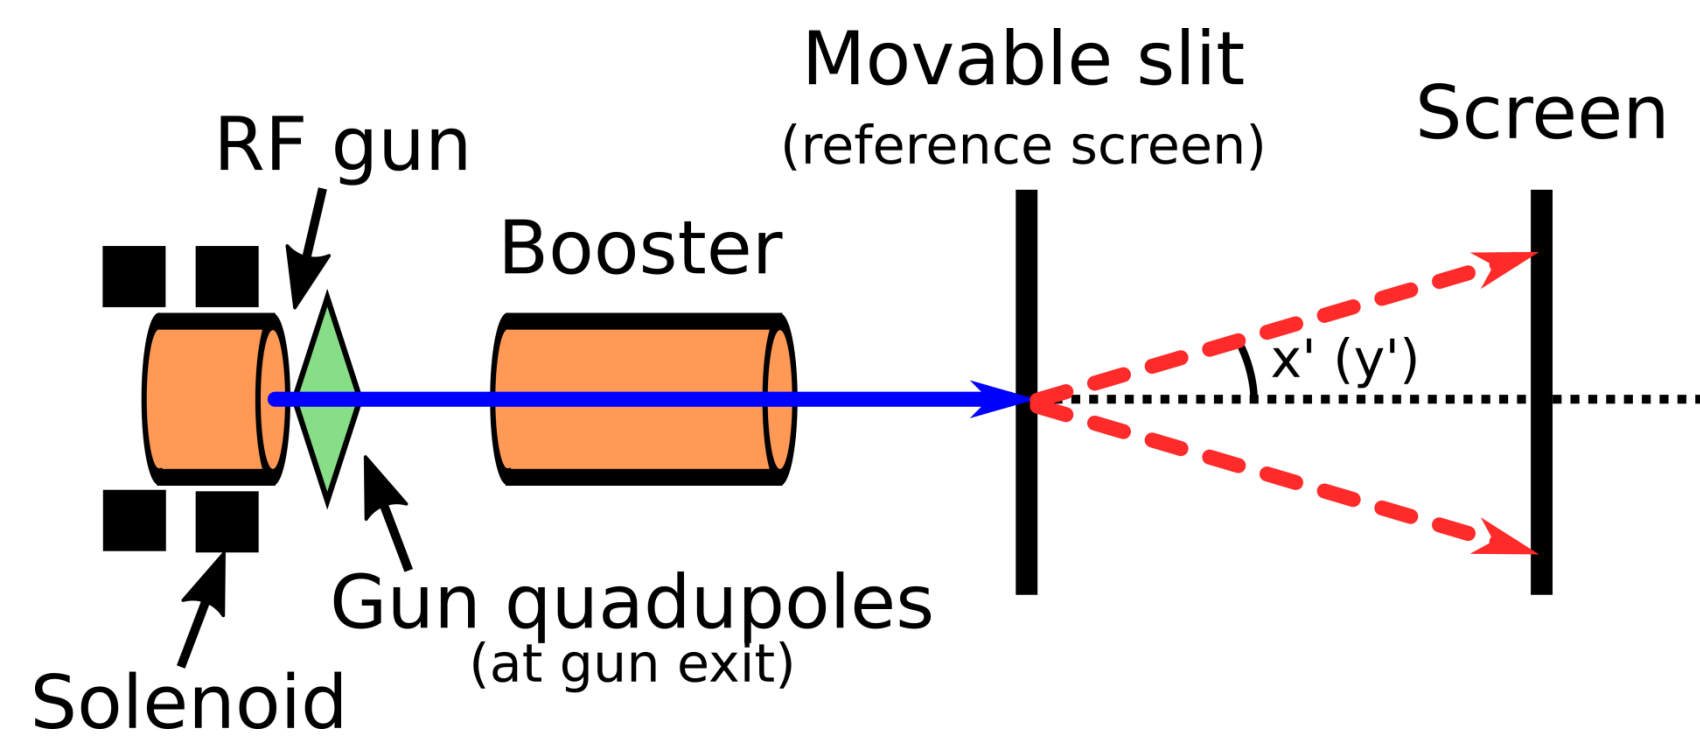 Movable slit
(reference screen)
Screen
RF gun
Booster
x' (y')
Gun quadupoles
(at gun exit)
Solenoid